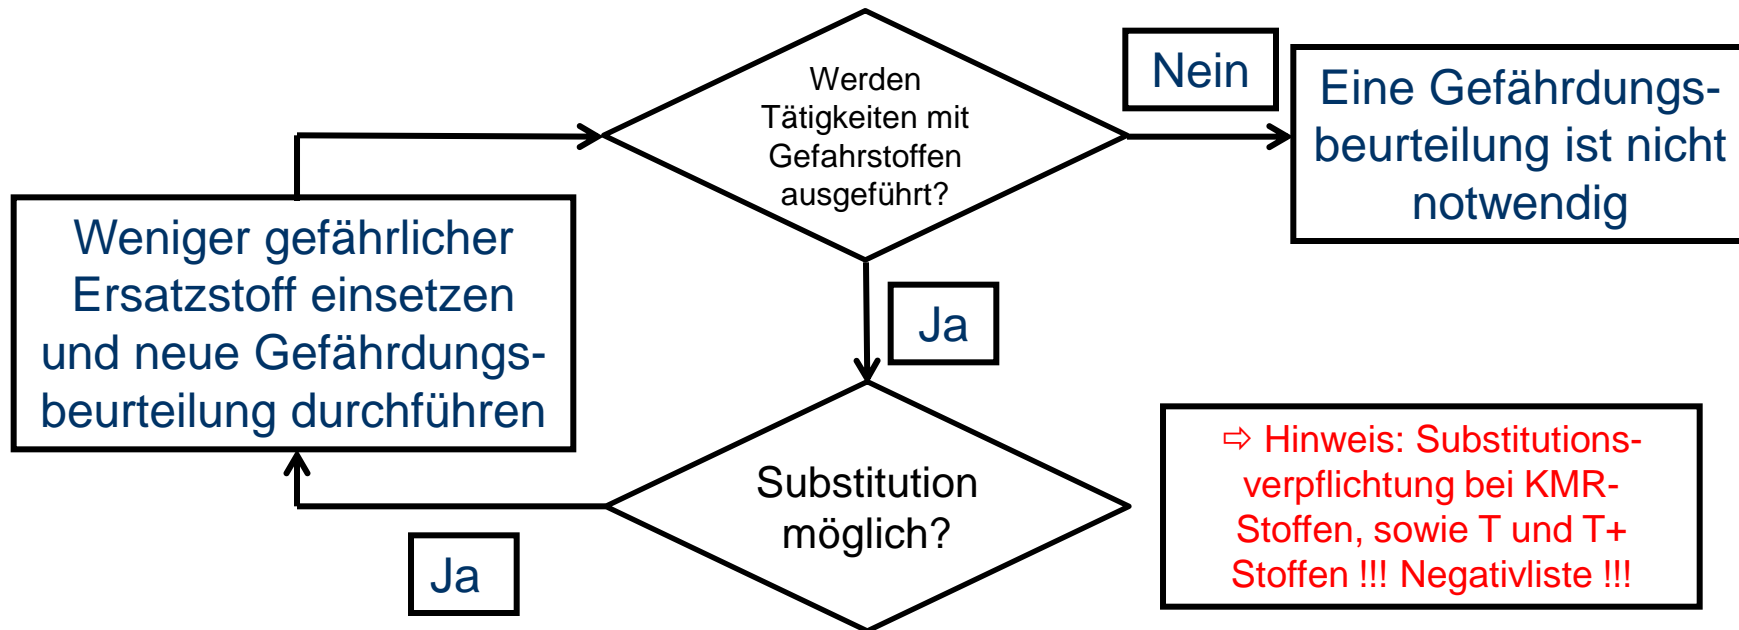 Werden
Tätigkeiten mit
Gefahrstoffen
ausgeführt?
Nein
Eine Gefährdungs-
beurteilung ist nicht
notwendig
Weniger gefährlicher
Ersatzstoff einsetzen
und neue Gefährdungs-
beurteilung durchführen
Ja
Substitution
möglich?
Ja
⇨ Hinweis: Substitutions-
verpflichtung bei KMR-
Stoffen, sowie T und T+
Stoffen !!! Negativliste !!!